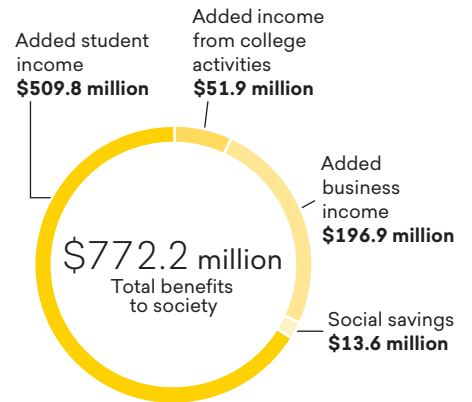 Added student
income
$509.8 million
Added income
from college
activities
$51.9 million
Added
business
income
$196.9 million
$772.2 million
Total benefits
to society
Social savings
$13.6 million